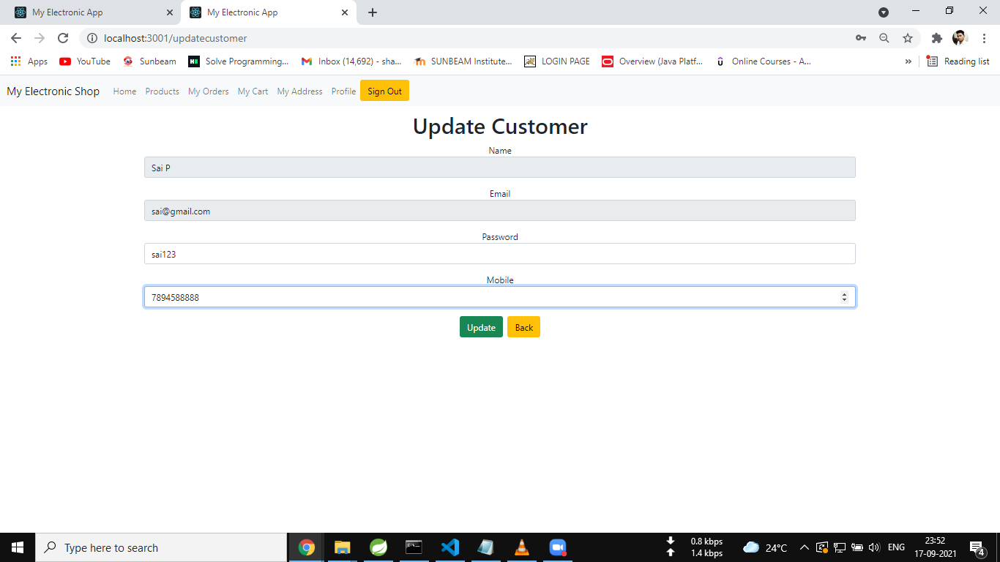 My Electronic App
My Electronic App
localhost:3001/updatecustomer
Apps YouTube Sunbeam Solve Programming... Inbox (14,692) - sha... SUNBEAM Institute... LOGIN PAGE Overview (Java Platf... Online Courses - A... » Reading list
My Electronic Shop Home Products My Orders My Cart My Address Profile Sign Out
Update Customer
Name
Sai P
Email
sai@gmail.com
Password
sai123
Mobile
7894588888
Update Back
Type here to search
0.8 kbps
1.4 kbps
24°C
ENG
23:52
17-09-2021
4